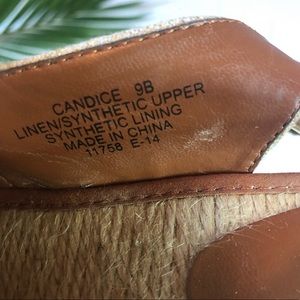 CANDICE 9B
LINEN/SYNTHETIC UPPER
SYNTHETIC LINING
MADE IN CHINA
11758 E-14